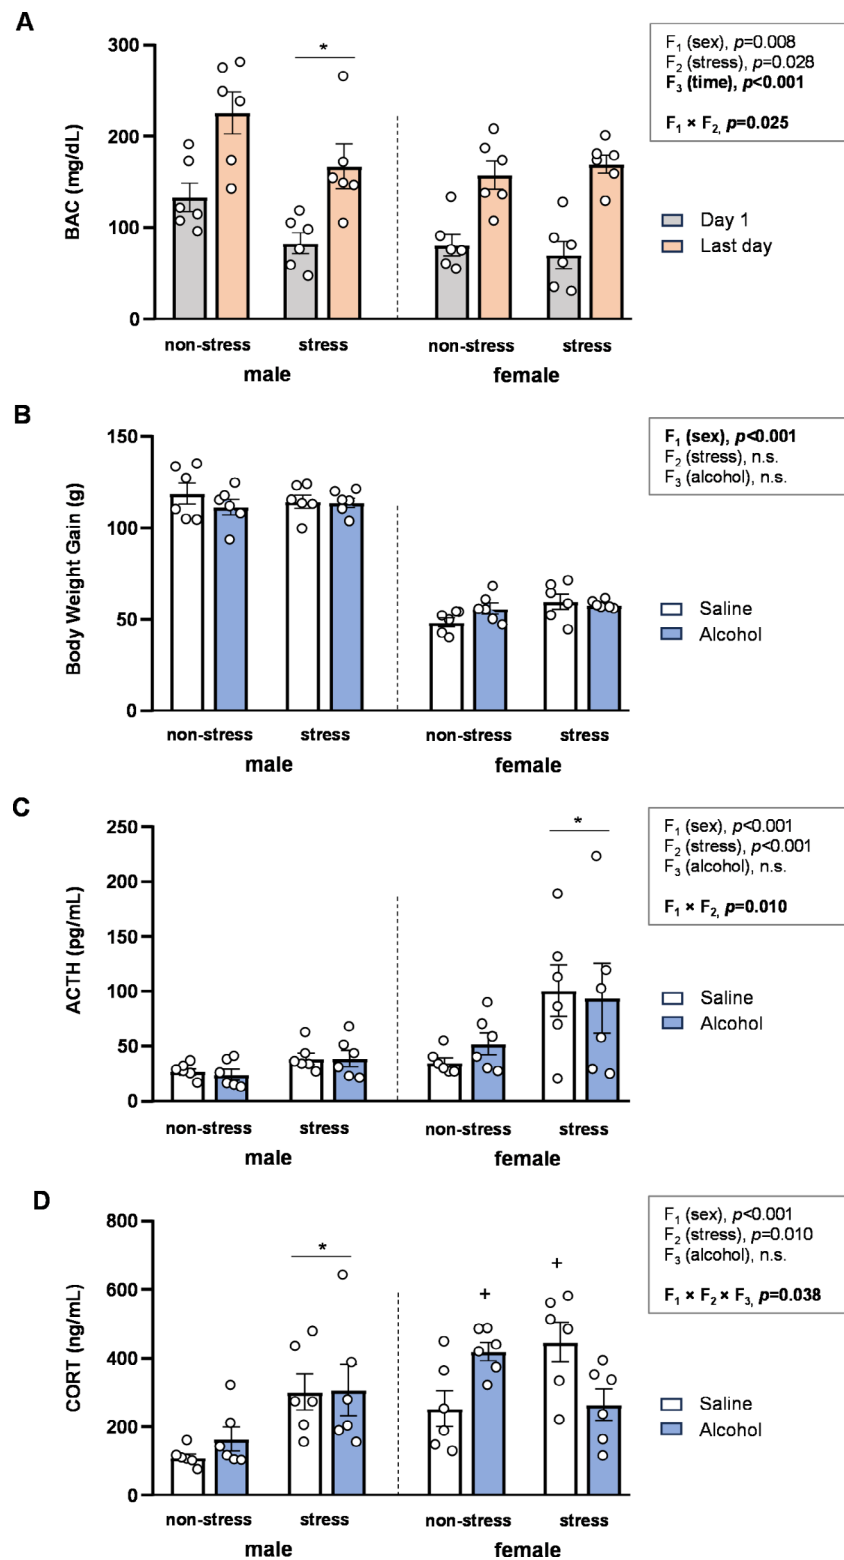 A
300
200
100
0
BAC (mg/dL)
*
F₁ (sex), p=0.008
F₂ (stress), p=0.028
F₃ (time), p<0.001
F₁ × F₂, p=0.025
Day 1
Last day
non-stress stress non-stress stress
male female
B
150
100
50
0
Body Weight Gain (g)
F₁ (sex), p<0.001
F₂ (stress), n.s.
F₃ (alcohol), n.s.
Saline
Alcohol
non-stress stress non-stress stress
male female
C
250
200
150
100
50
0
ACTH (pg/mL)
*
F₁ (sex), p<0.001
F₂ (stress), p<0.001
F₃ (alcohol), n.s.
F₁ × F₂, p=0.010
Saline
Alcohol
non-stress stress non-stress stress
male female
D
800
600
400
200
0
CORT (ng/mL)
*
+
+
F₁ (sex), p<0.001
F₂ (stress), p=0.010
F₃ (alcohol), n.s.
F₁ × F₂ × F₃, p=0.038
Saline
Alcohol
non-stress stress non-stress stress
male female